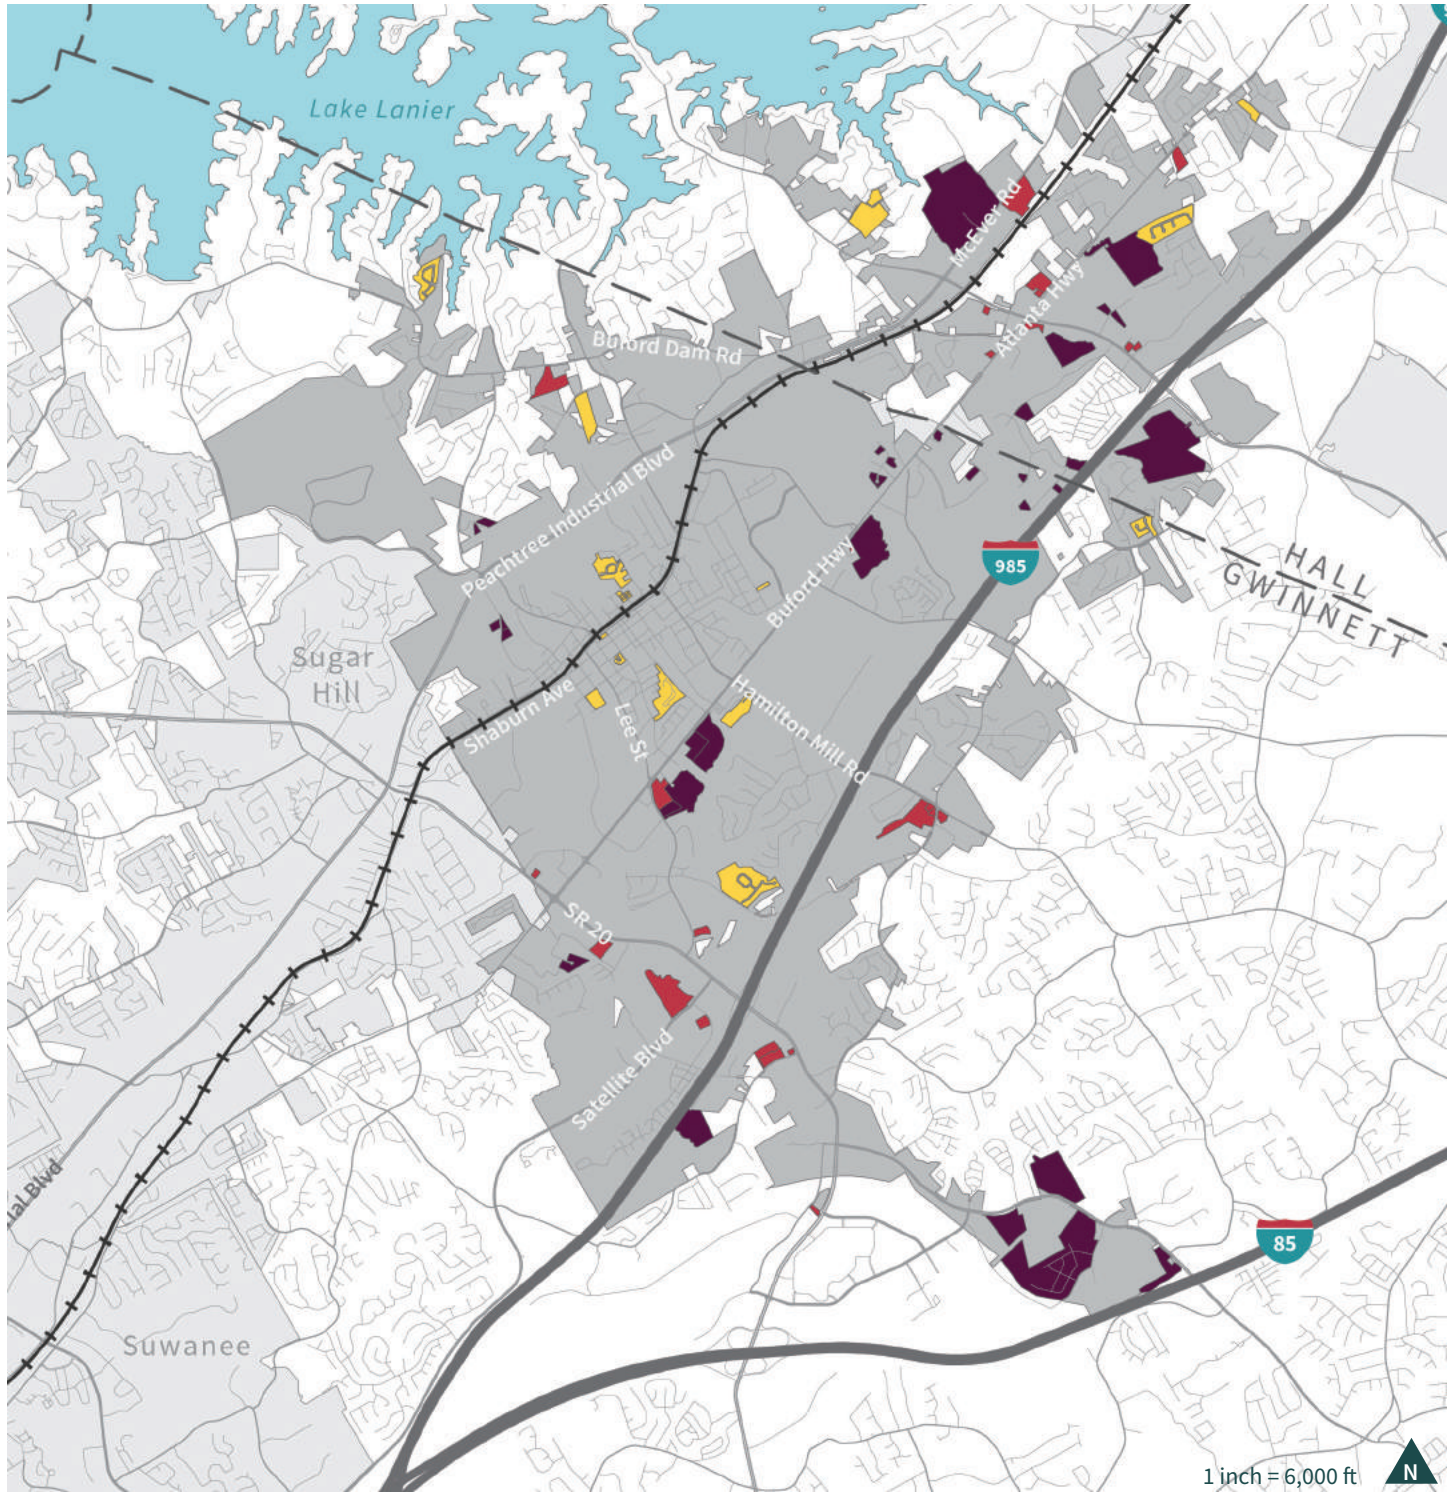 Lake Lanier
McEver Rd
Atlanta Hwy
Buford Dam Rd
Peachtree Industrial Blvd
985
HALL
GWINNETT
Buford Hwy
Sugar
Hill
Shaburn Ave
Lee St
Hamilton Mill Rd
SR 20
Satellite Blvd
Blvd
85
Suwanee
1 inch = 6,000 ft
N